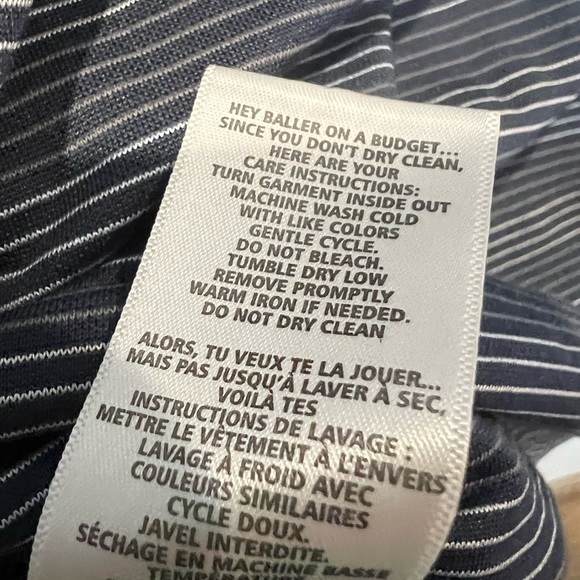 HEY BALLER ON A BUDGET...
SINCE YOU DON'T DRY CLEAN,
HERE ARE YOUR
CARE INSTRUCTIONS:
TURN GARMENT INSIDE OUT
MACHINE WASH COLD
WITH LIKE COLORS
GENTLE CYCLE.
DO NOT BLEACH.
TUMBLE DRY LOW
REMOVE PROMPTLY
WARM IRON IF NEEDED.
DO NOT DRY CLEAN
ALORS, TU VEUX TE LA JOUER...
MAIS PAS JUSQU'À LAVER À SEC,
VOILÀ TES
INSTRUCTIONS DE LAVAGE :
METTRE LE VÊTEMENT À L'ENVERS
LAVAGE À FROID AVEC
COULEURS SIMILAIRES
CYCLE DOUX.
JAVEL INTERDITE.
SÉCHAGE EN MACHINE BASSE
TEMPÉRATURE